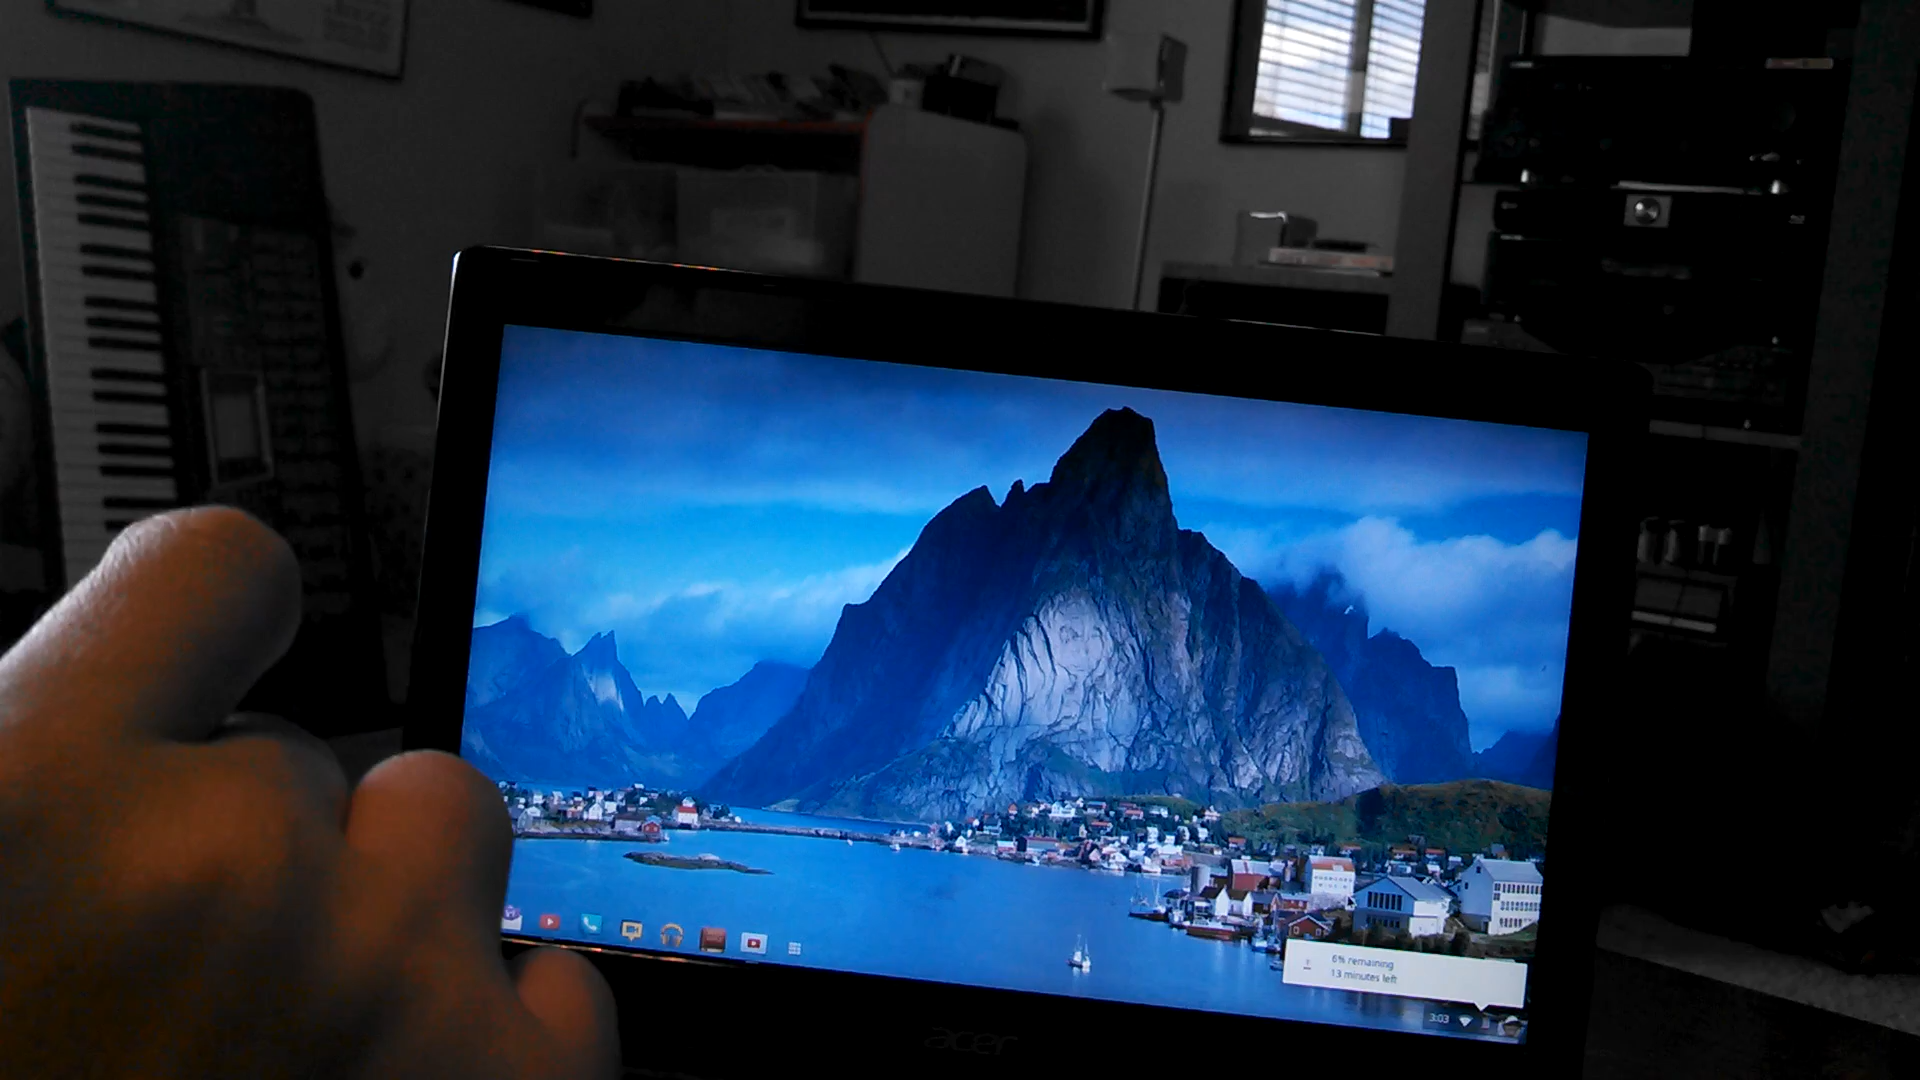 6% remaining
13 minutes left
3:03
acer